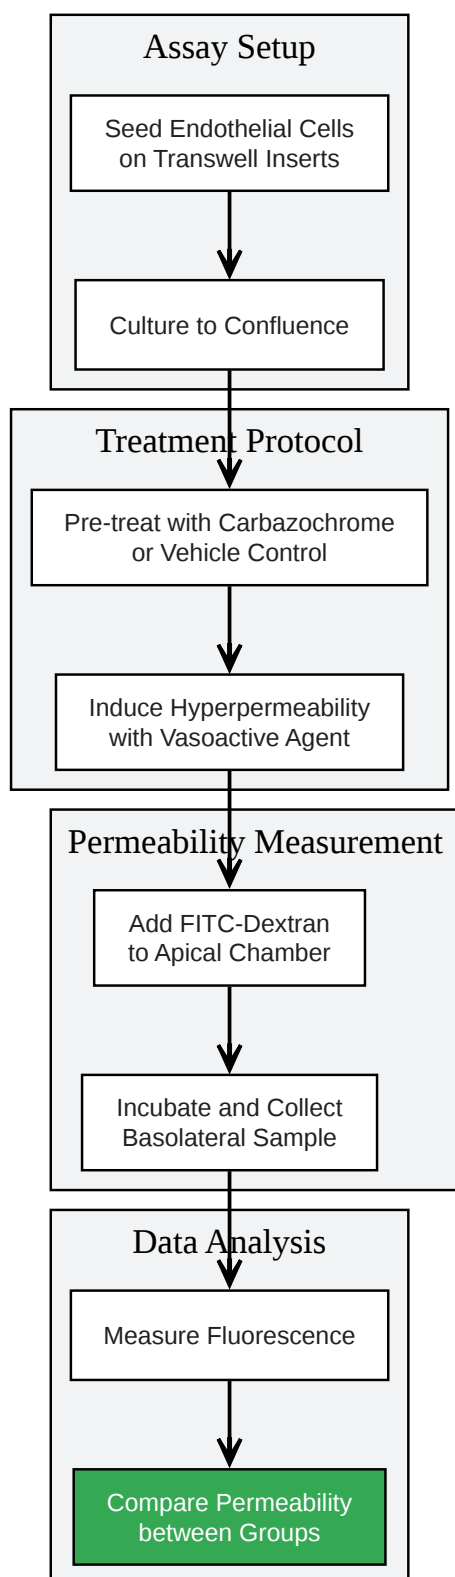 Assay Setup
Seed Endothelial Cells
on Transwell Inserts
Culture to Confluence
Treatment Protocol
Pre-treat with Carbazochrome
or Vehicle Control
Induce Hyperpermeability
with Vasoactive Agent
Permeability Measurement
Add FITC-Dextran
to Apical Chamber
Incubate and Collect
Basolateral Sample
Data Analysis
Measure Fluorescence
Compare Permeability
between Groups